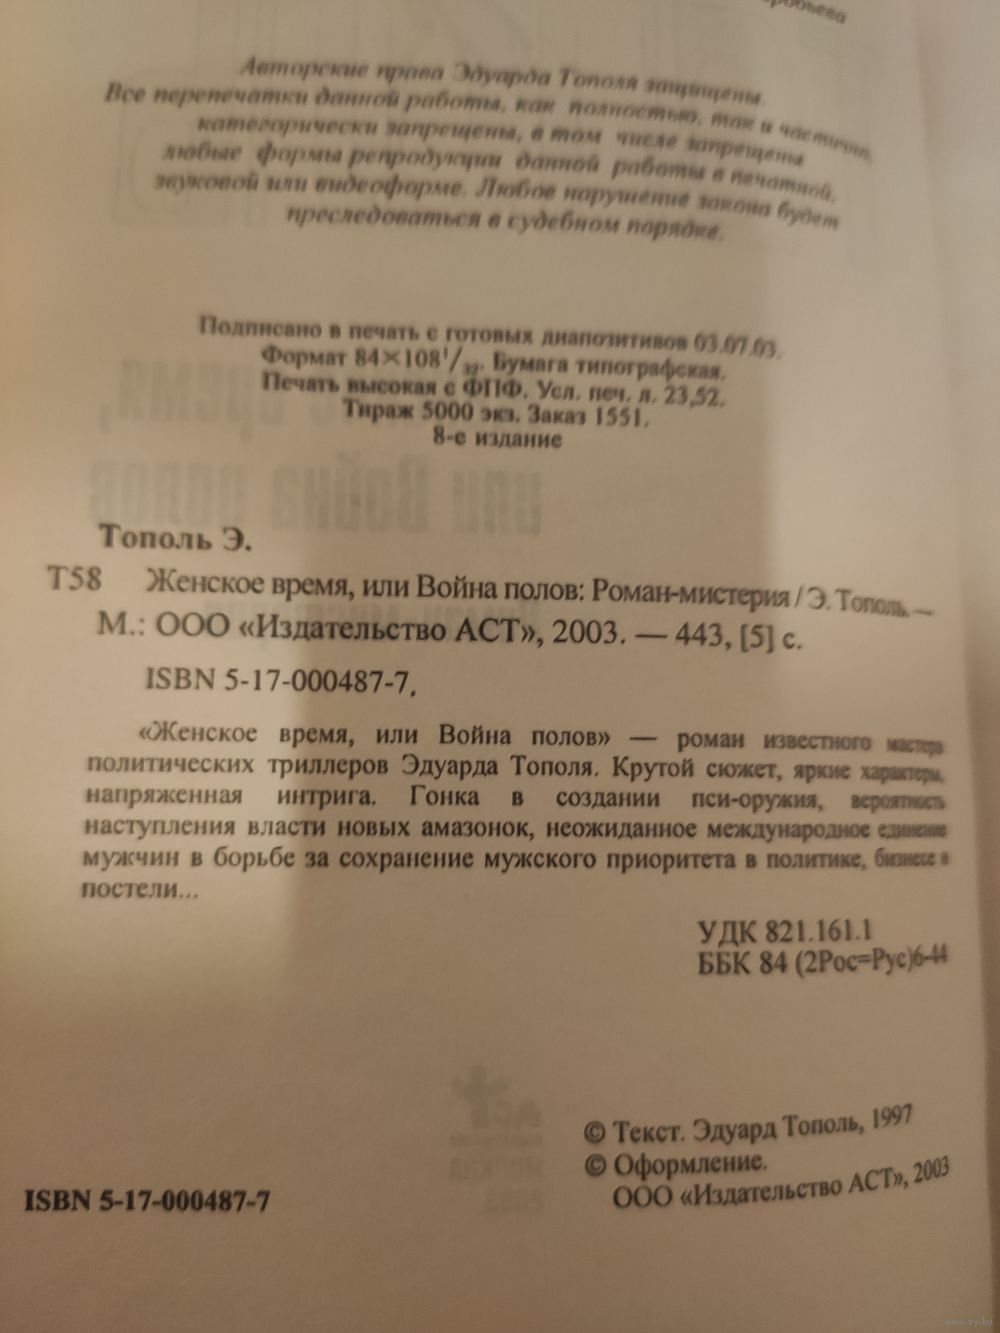 Авторские права Эдуарда Тополя защищены.
Все перепечатки данной работы, как полностью, так и частично,
категорически запрещены, в том числе запрещены
любые формы репродукции данной работы в печатной,
звуковой или видеоформе. Любое нарушение закона будет
преследоваться в судебном порядке.
Подписано в печать с готовых диапозитивов 03.07.03.
Формат 84×108¹/₃₂. Бумага типографская.
Печать высокая с ФПФ. Усл. печ. л. 23,52.
Тираж 5000 экз. Заказ 1551.
8-е издание
Тополь Э.
Т58 Женское время, или Война полов: Роман-мистерия / Э. Тополь. —
М.: ООО «Издательство АСТ», 2003. — 443, [5] с.
ISBN 5-17-000487-7.
«Женское время, или Война полов» — роман известного мастера
политических триллеров Эдуарда Тополя. Крутой сюжет, яркие характеры,
напряженная интрига. Гонка в создании пси-оружия, вероятность
наступления власти новых амазонок, неожиданное международное единение
мужчин в борьбе за сохранение мужского приоритета в политике, бизнесе и
постели...
УДК 821.161.1
ББК 84 (2Рос=Рус)6-44
© Текст. Эдуард Тополь, 1997
© Оформление.
ООО «Издательство АСТ», 2003
ISBN 5-17-000487-7
www.ay.by